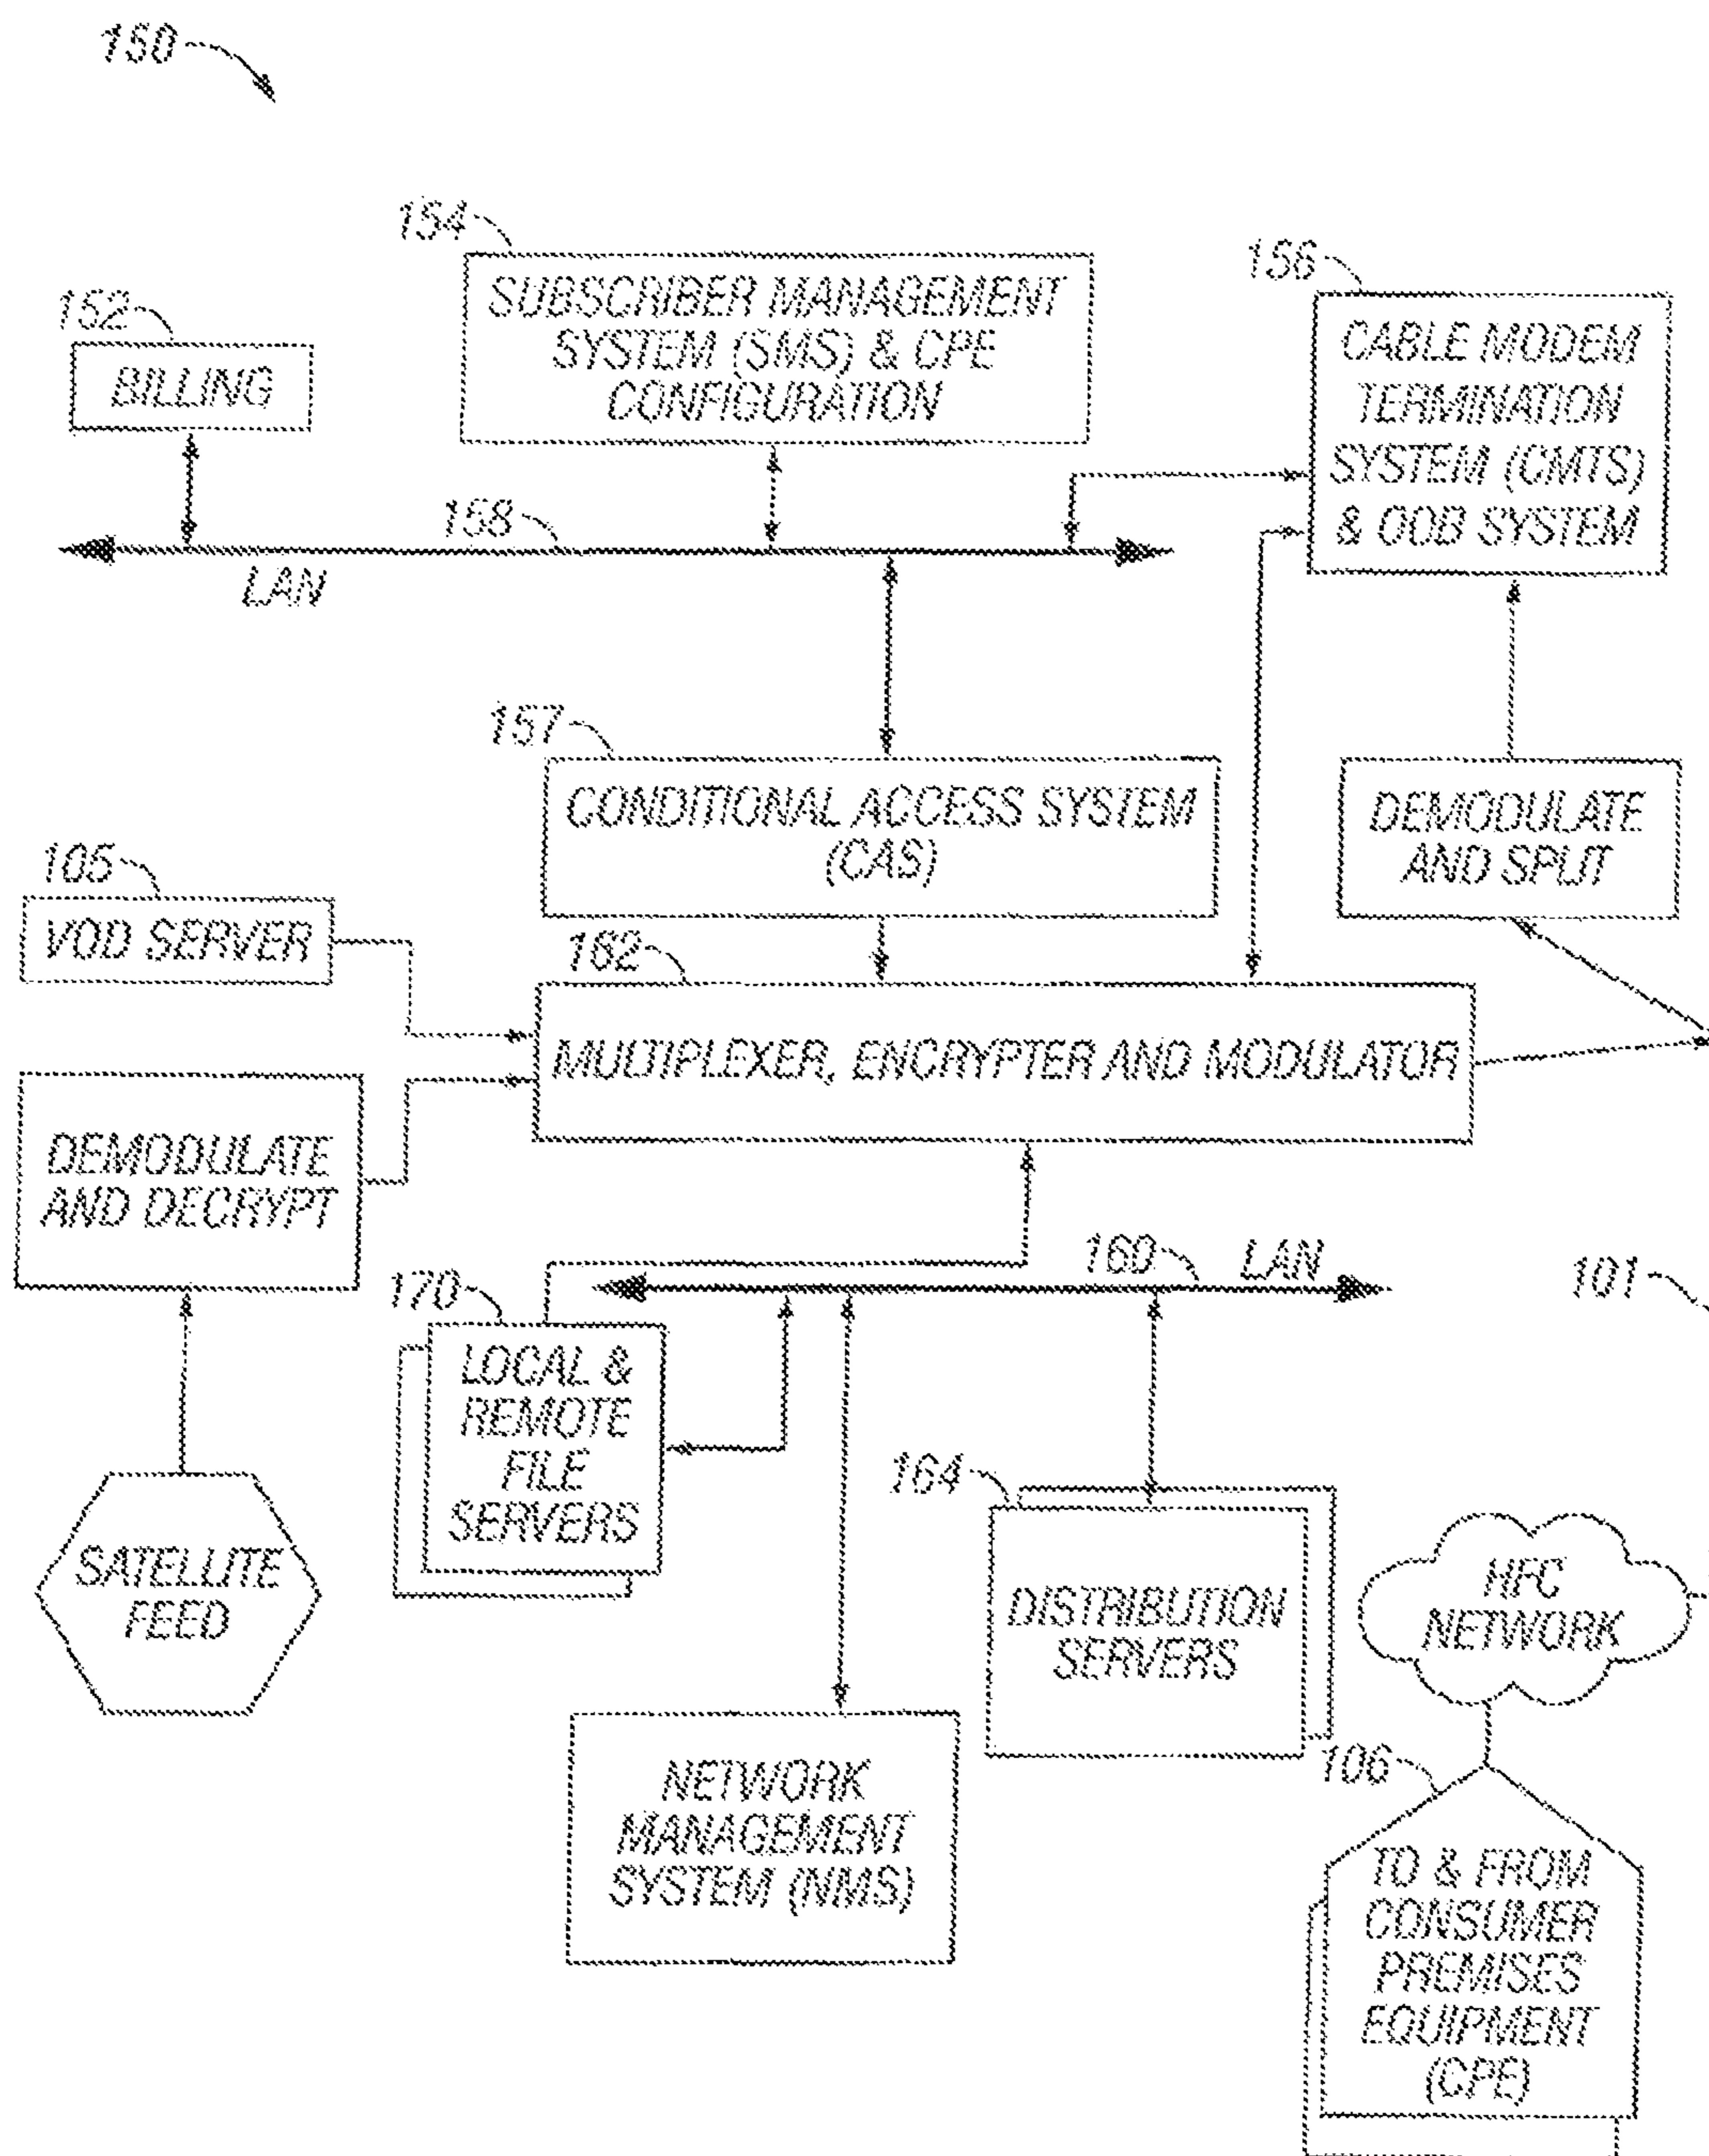 150
154
SUBSCRIBER MANAGEMENT
SYSTEM (SMS) & CPE
CONFIGURATION
152
BILLING
156
CABLE MODEM
TERMINATION
SYSTEM (CMTS)
& OOB SYSTEM
158
LAN
157
CONDITIONAL ACCESS SYSTEM
(CAS)
DEMODULATE
AND SPLIT
105
VOD SERVER
162
MULTIPLEXER, ENCRYPTER AND MODULATOR
DEMODULATE
AND DECRYPT
160
LAN
101
170
LOCAL &
REMOTE
FILE
SERVERS
SATELLITE
FEED
164
DISTRIBUTION
SERVERS
HFC
NETWORK
NETWORK
MANAGEMENT
SYSTEM (NMS)
106
TO & FROM
CONSUMER
PREMISES
EQUIPMENT
(CPE)